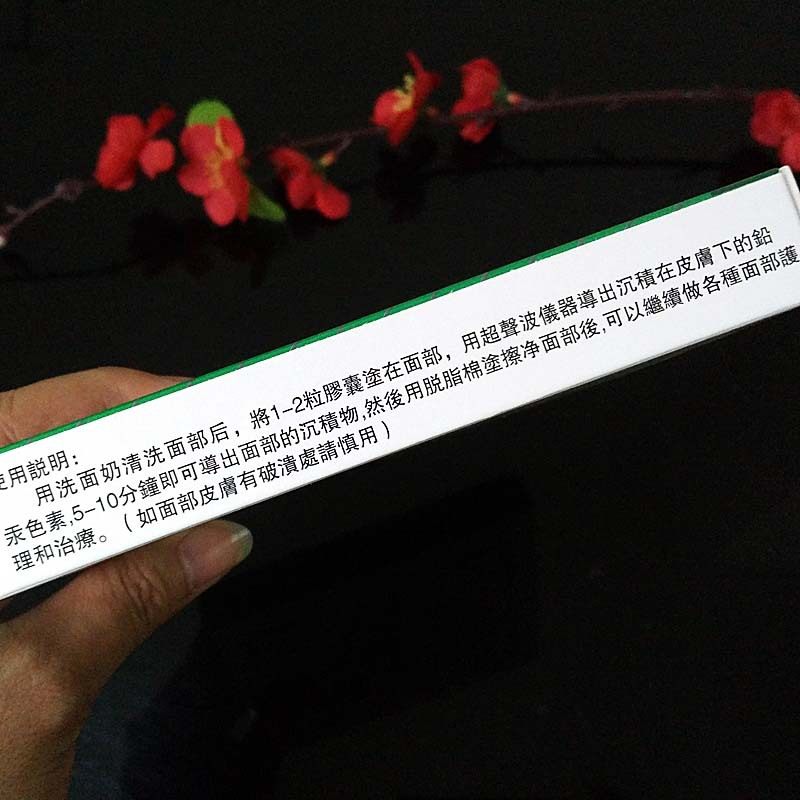 使用説明：
用洗面奶清洗面部后，將1-2粒膠囊塗在面部，用超聲波儀器導出沉積在皮膚下的鉛
汞色素,5-10分鐘即可導出面部的沉積物,然後用脱脂棉塗擦净面部後,可以繼續做各種面部護
理和治療。（如面部皮膚有破潰處請慎用）